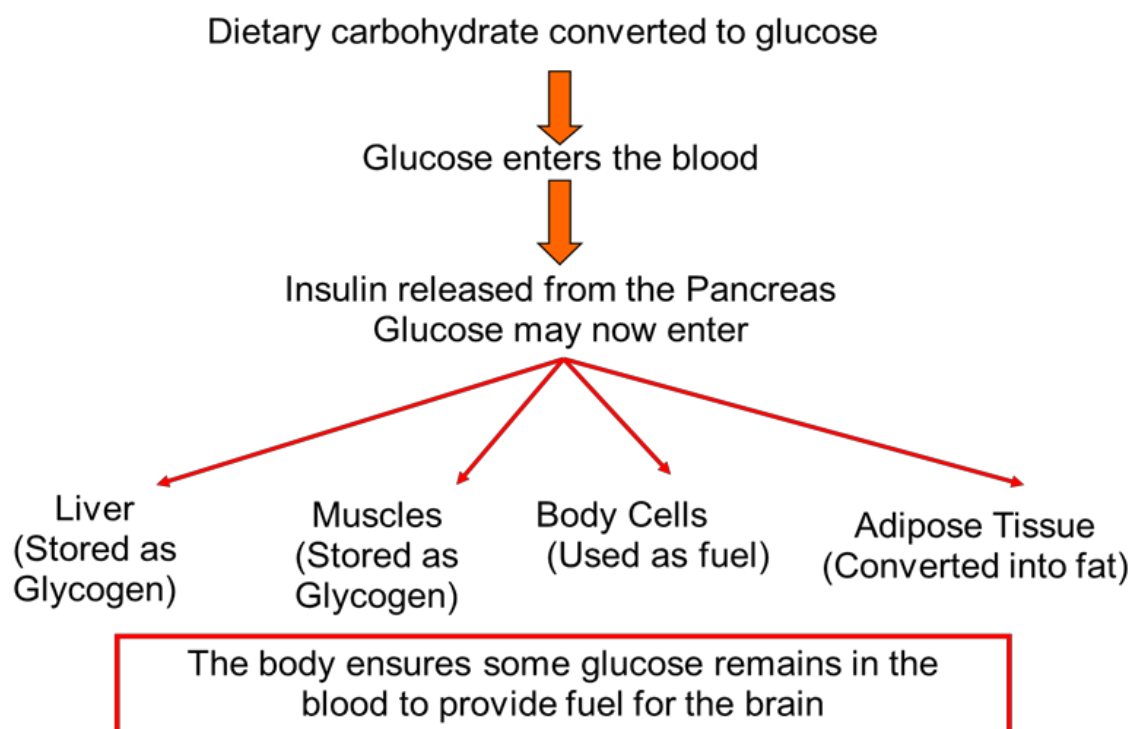 Dietary carbohydrate converted to glucose
Glucose enters the blood
Insulin released from the Pancreas
Glucose may now enter
Liver
(Stored as
Glycogen)
Muscles
(Stored as
Glycogen)
Body Cells
(Used as fuel)
Adipose Tissue
(Converted into fat)
The body ensures some glucose remains in the
blood to provide fuel for the brain